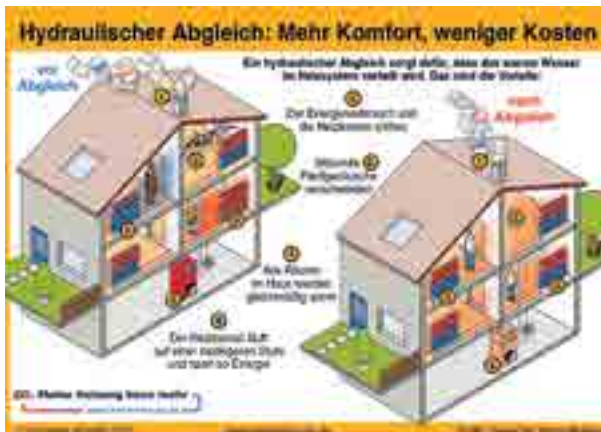 Hydraulischer Abgleich: Mehr Komfort, weniger Kosten
Ein hydraulischer Abgleich sorgt dafür, dass das warme Wasser
im Heizsystem verteilt wird. Das sind die Vorteile:
vor
Abgleich
nach
Abgleich
Der Energieverbrauch und
die Heizkosten sinken
Störende
Fließgeräusche
verschwinden
Alle Räume
im Haus werden
gleichmäßig warm
Der Heizkessel läuft
auf einer niedrigeren Stufe
und spart so Energie